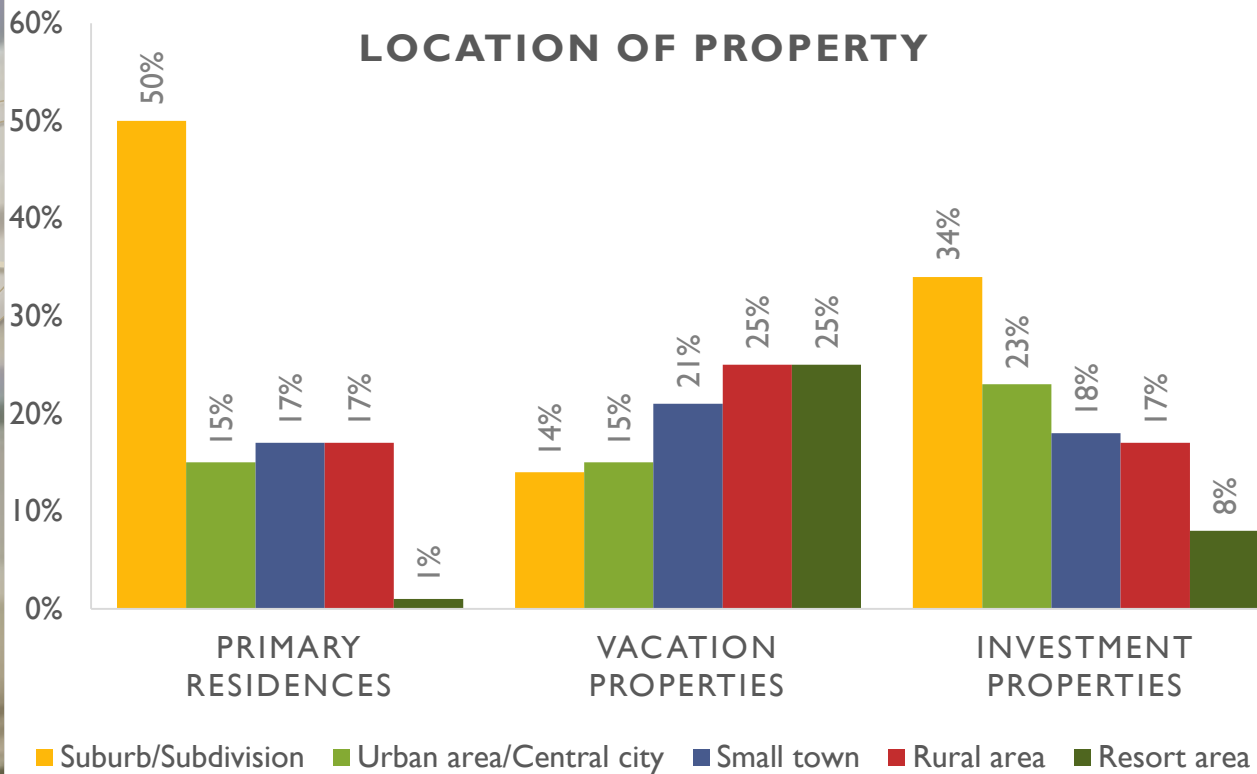 LOCATION OF PROPERTY
60%
50%
40%
30%
20%
10%
0%
50%
15%
17%
17%
1%
14%
15%
21%
25%
25%
34%
23%
18%
17%
8%
PRIMARY
RESIDENCES
VACATION
PROPERTIES
INVESTMENT
PROPERTIES
Suburb/Subdivision Urban area/Central city Small town Rural area Resort area